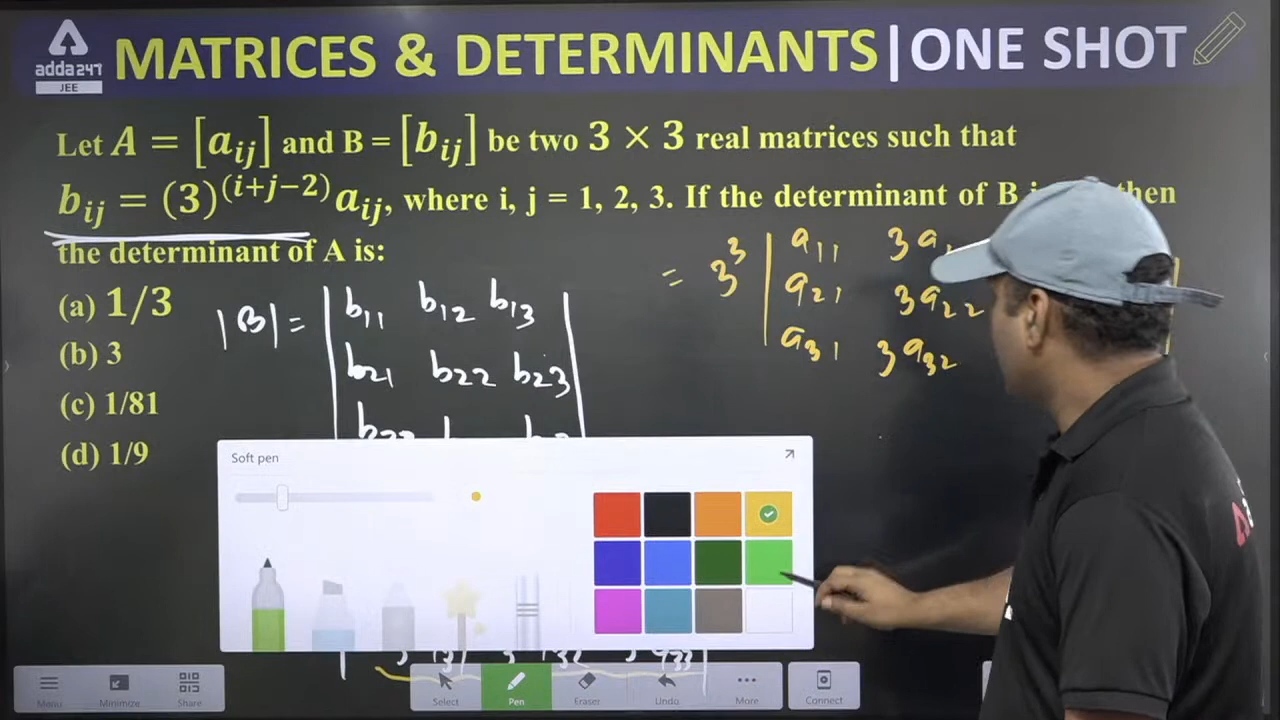 adda247
JEE
MATRICES & DETERMINANTS | ONE SHOT
Let A = [aij] and B = [bij] be two 3 × 3 real matrices such that
bij = (3)^(i+j−2) aij, where i, j = 1, 2, 3. If the determinant of B
the determinant of A is:
(a) 1/3
(b) 3
(c) 1/81
(d) 1/9
|B| =
b11 b12 b13
b21 b22 b23
= 3^3
a11 3a
a21 3a22
a31 3a32
Soft pen
Menu
Minimize
Share
Select
Pen
Eraser
Undo
More
Connect